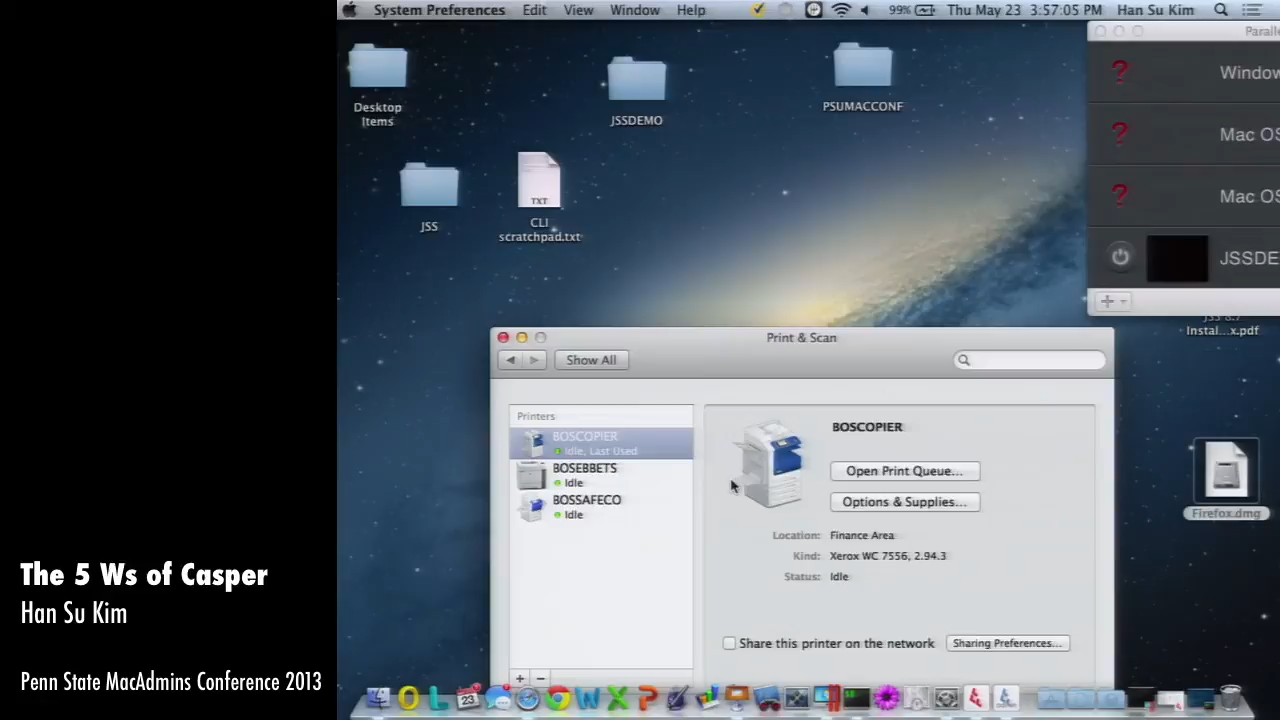 System Preferences Edit View Window Help 99% Thu May 23 3:57:05 PM Han Su Kim
Desktop Items
JSSDEMO
PSUMACCONF
JSS
TXT
CLI scratchpad.txt
Parallel
Window
Mac OS
Mac OS
JSSDE
Instal...x.pdf
Firefox.dmg
Print & Scan
Show All
Printers
BOSCOPIER
Idle, Last Used
BOSEBBETS
Idle
BOSSAFECO
Idle
BOSCOPIER
Open Print Queue...
Options & Supplies...
Location: Finance Area
Kind: Xerox WC 7556, 2.94.3
Status: Idle
Share this printer on the network
Sharing Preferences...
+ −
23
The 5 Ws of Casper
Han Su Kim
Penn State MacAdmins Conference 2013